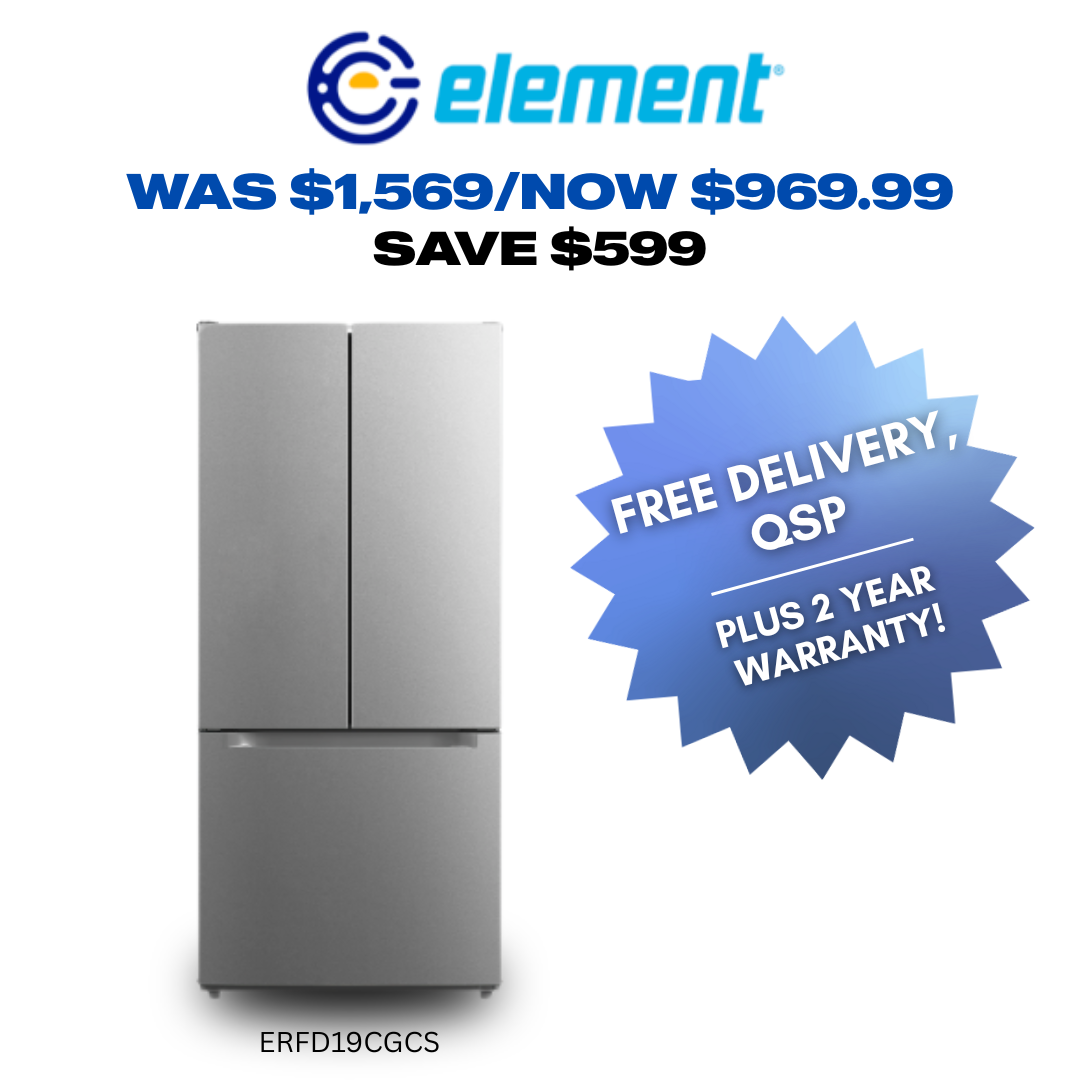 element®
WAS $1,569/NOW $969.99
SAVE $599
FREE DELIVERY,
QSP
PLUS 2 YEAR
WARRANTY!
ERFD19CGCS